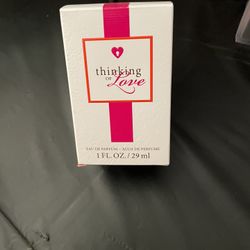 thinking
OF
Love
EAU DE PARFUM - AGUA DE PERFUME
1 FL. OZ. / 29 ml